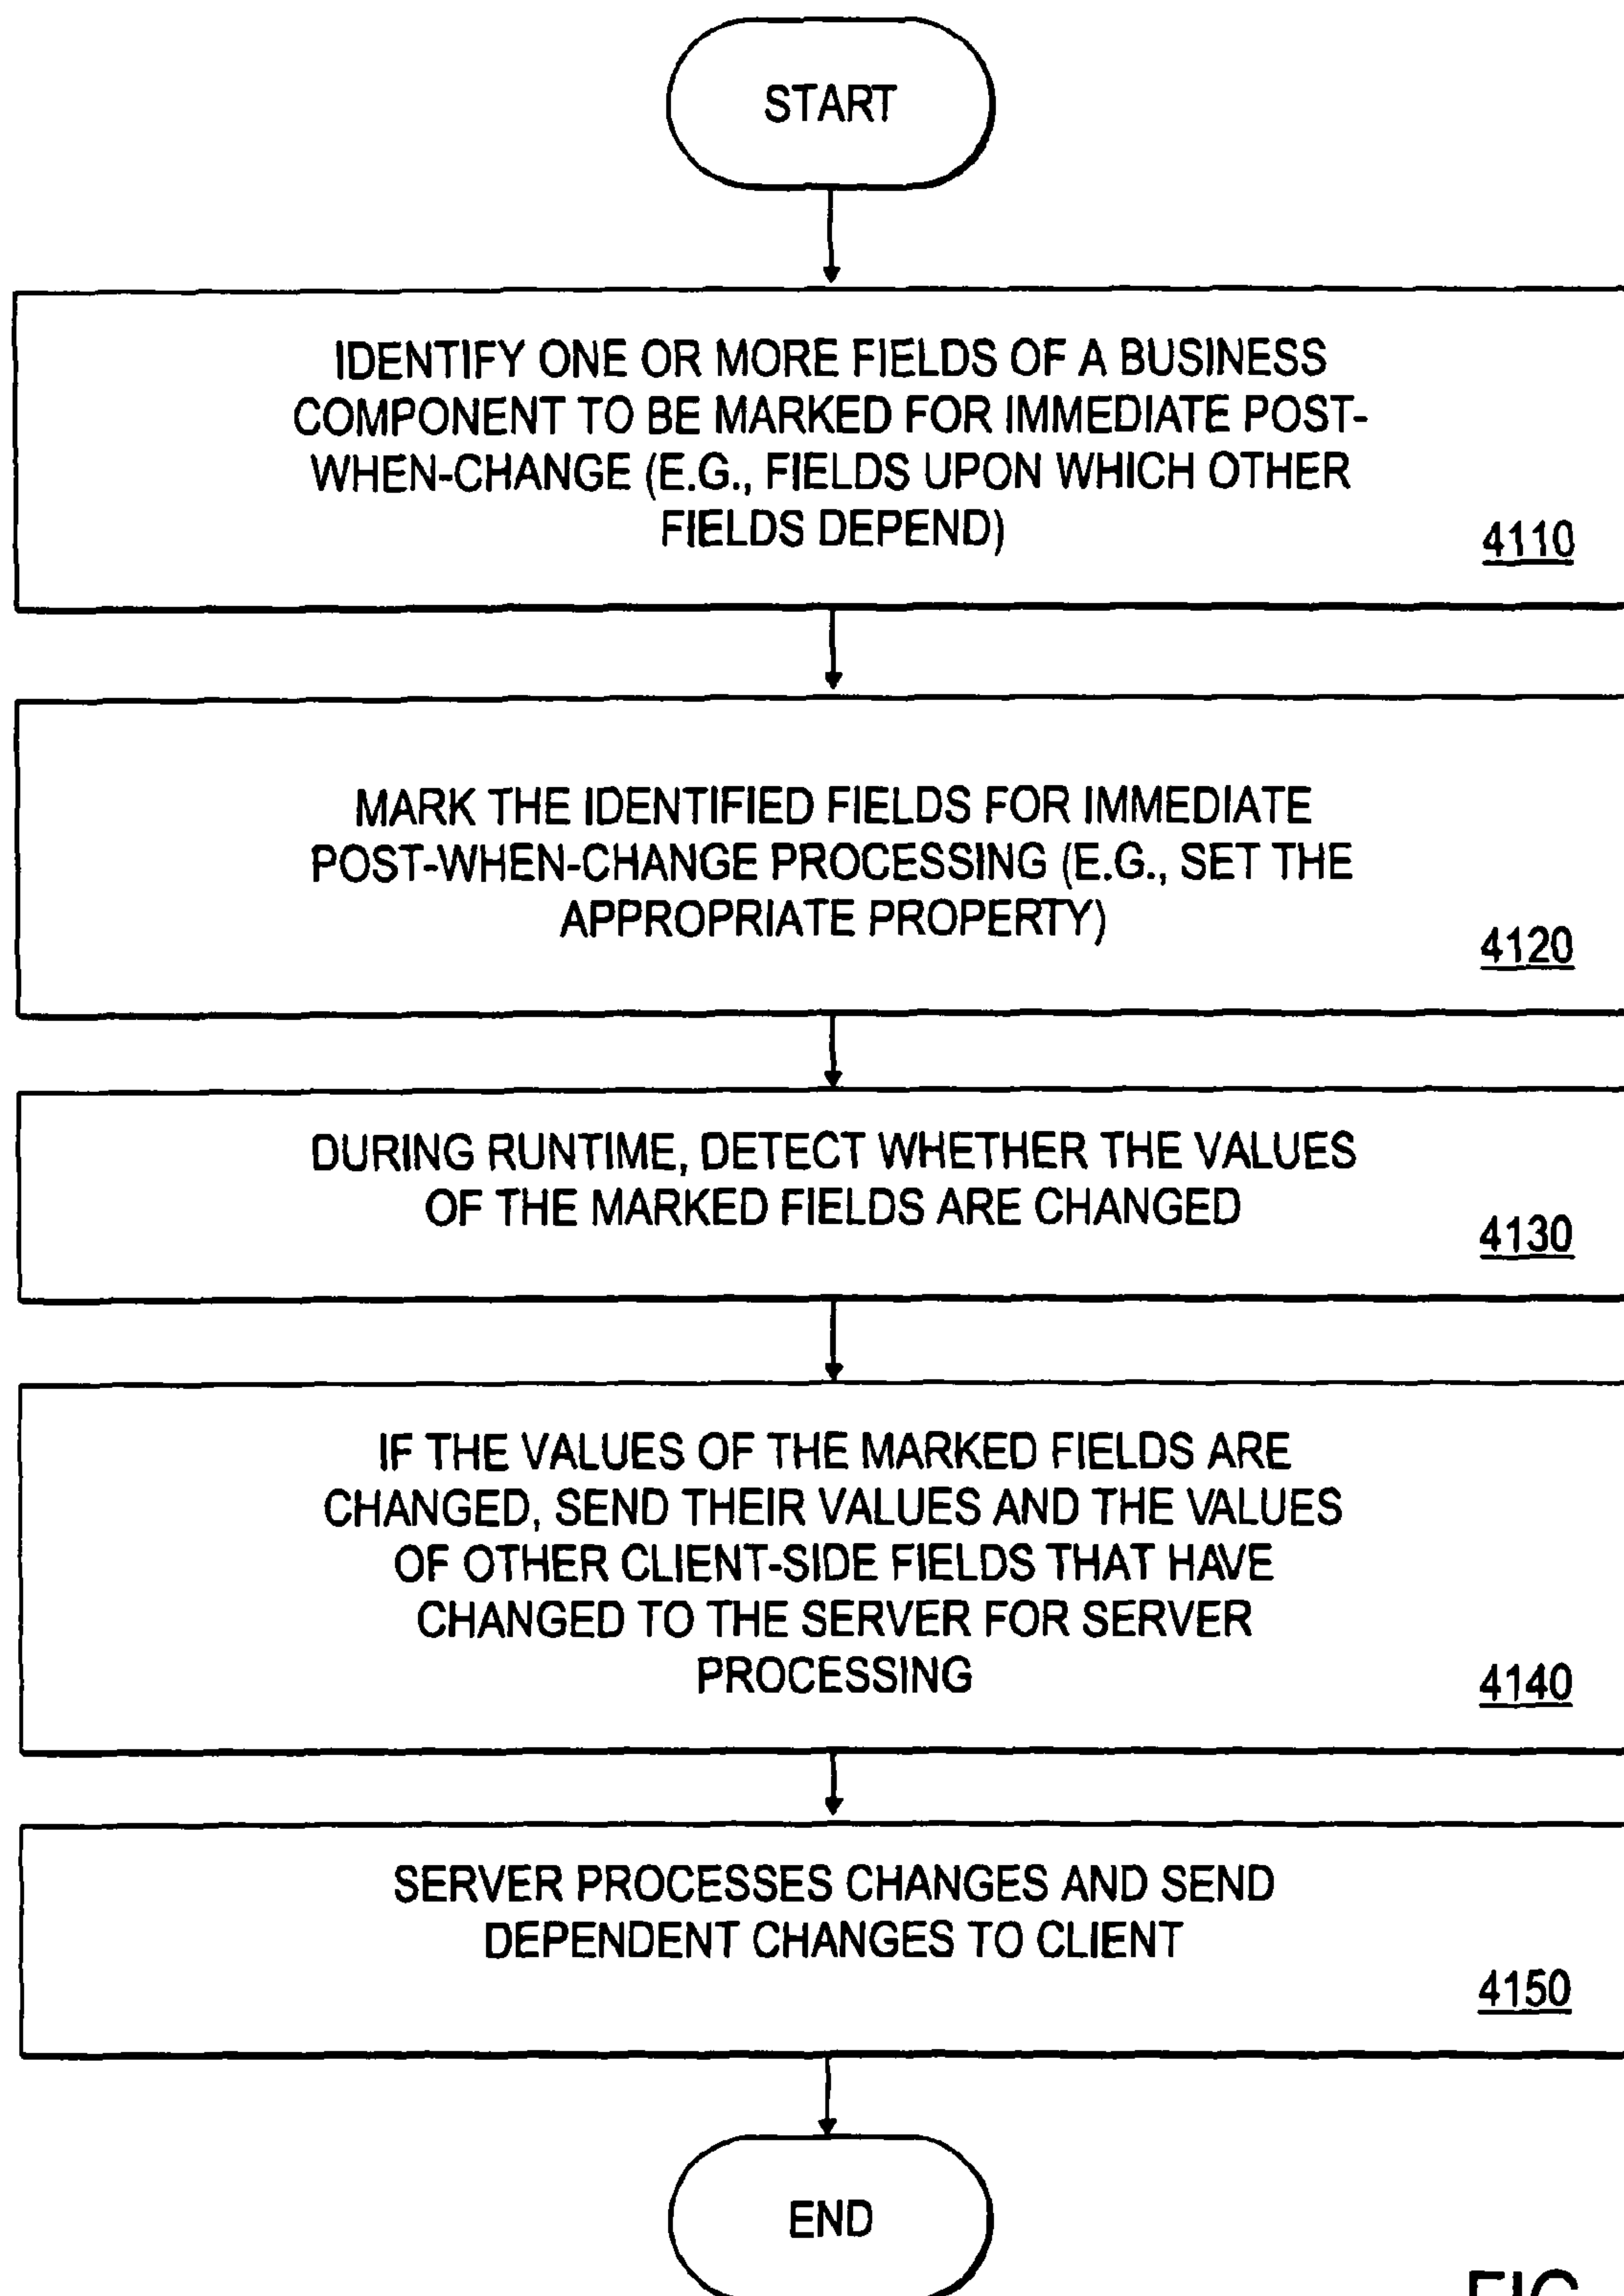 START
IDENTIFY ONE OR MORE FIELDS OF A BUSINESS
COMPONENT TO BE MARKED FOR IMMEDIATE POST-
WHEN-CHANGE (E.G., FIELDS UPON WHICH OTHER
FIELDS DEPEND)
4110
MARK THE IDENTIFIED FIELDS FOR IMMEDIATE
POST-WHEN-CHANGE PROCESSING (E.G., SET THE
APPROPRIATE PROPERTY)
4120
DURING RUNTIME, DETECT WHETHER THE VALUES
OF THE MARKED FIELDS ARE CHANGED
4130
IF THE VALUES OF THE MARKED FIELDS ARE
CHANGED, SEND THEIR VALUES AND THE VALUES
OF OTHER CLIENT-SIDE FIELDS THAT HAVE
CHANGED TO THE SERVER FOR SERVER
PROCESSING
4140
SERVER PROCESSES CHANGES AND SEND
DEPENDENT CHANGES TO CLIENT
4150
END
FIG